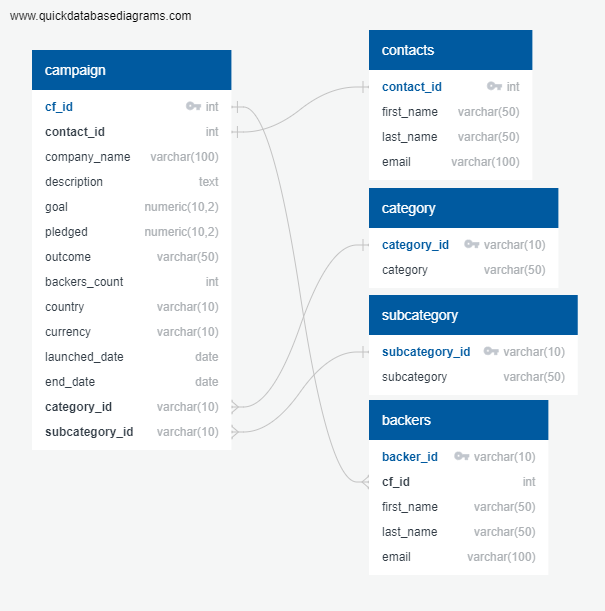 www.quickdatabasediagrams.com
campaign
cf_id int
contact_id int
company_name varchar(100)
description text
goal numeric(10,2)
pledged numeric(10,2)
outcome varchar(50)
backers_count int
country varchar(10)
currency varchar(10)
launched_date date
end_date date
category_id varchar(10)
subcategory_id varchar(10)
contacts
contact_id int
first_name varchar(50)
last_name varchar(50)
email varchar(100)
category
category_id varchar(10)
category varchar(50)
subcategory
subcategory_id varchar(10)
subcategory varchar(50)
backers
backer_id varchar(10)
cf_id int
first_name varchar(50)
last_name varchar(50)
email varchar(100)